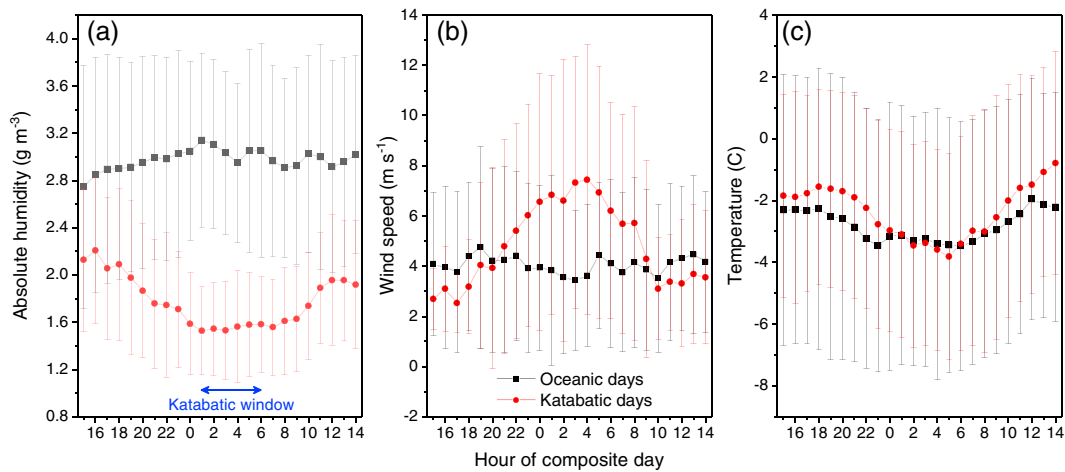 (a)
(b)
(c)
Absolute humidity (g m-3)
4.0
3.6
3.2
2.8
2.4
2.0
1.6
1.2
0.8
Katabatic window
16 18 20 22 0 2 4 6 8 10 12 14
Wind speed (m s-1)
14
12
10
8
6
4
2
0
-2
Oceanic days
Katabatic days
16 18 20 22 0 2 4 6 8 10 12 14
Temperature (C)
4
2
0
-2
-4
-6
-8
16 18 20 22 0 2 4 6 8 10 12 14
Hour of composite day